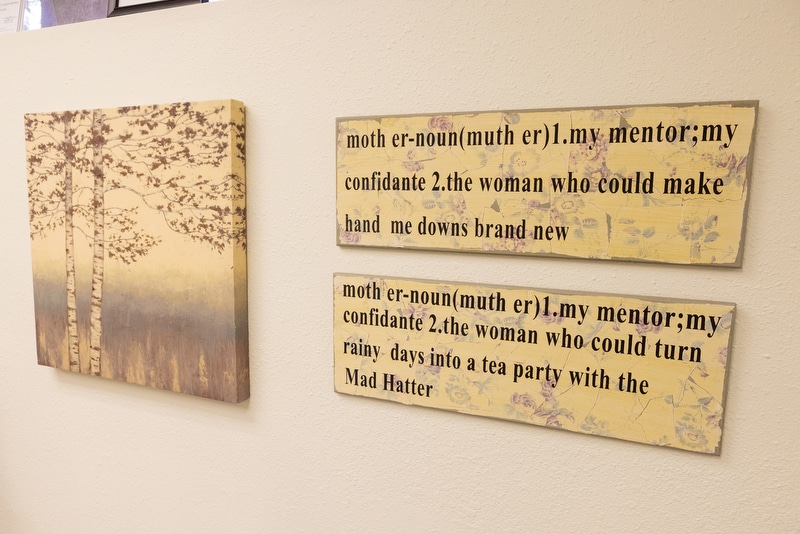 moth er-noun(muth er)1.my mentor;my
confidante 2.the woman who could make
hand me downs brand new
moth er-noun(muth er)1.my mentor;my
confidante 2.the woman who could turn
rainy days into a tea party with the
Mad Hatter